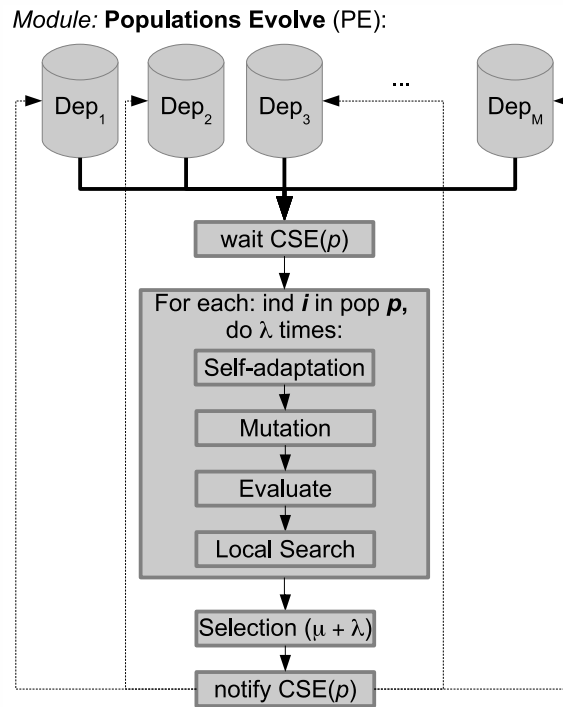 Module: Populations Evolve (PE):
...
Dep1 Dep2 Dep3 DepM
wait CSE(p)
For each: ind i in pop p,
do λ times:
Self-adaptation
Mutation
Evaluate
Local Search
Selection (μ + λ)
notify CSE(p)